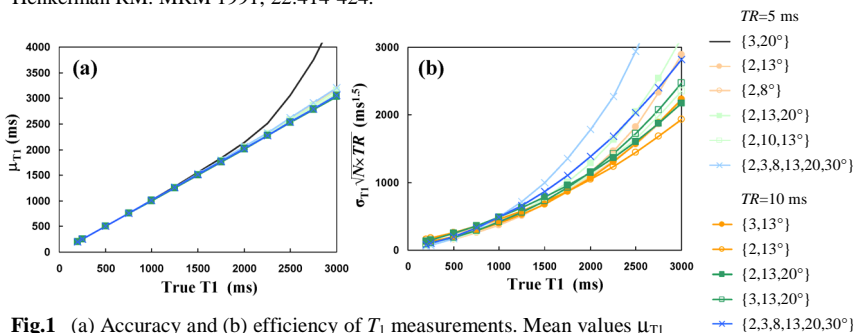 Henkerman RM. MRM 1991; 22:414-424.
(a)
μT1 (ms)
4000
3500
3000
2500
2000
1500
1000
500
0
0 500 1000 1500 2000 2500 3000
True T1 (ms)
(b)
σT1√N×TR (ms^1.5)
3000
2000
1000
0
0 500 1000 1500 2000 2500 3000
True T1 (ms)
TR=5 ms
{3,20°}
{2,13°}
{2,8°}
{2,13,20°}
{2,10,13°}
{2,3,8,13,20,30°}
TR=10 ms
{3,13°}
{2,13°}
{2,13,20°}
{3,13,20°}
{2,3,8,13,20,30°}
Fig.1 (a) Accuracy and (b) efficiency of T1 measurements. Mean values μT1